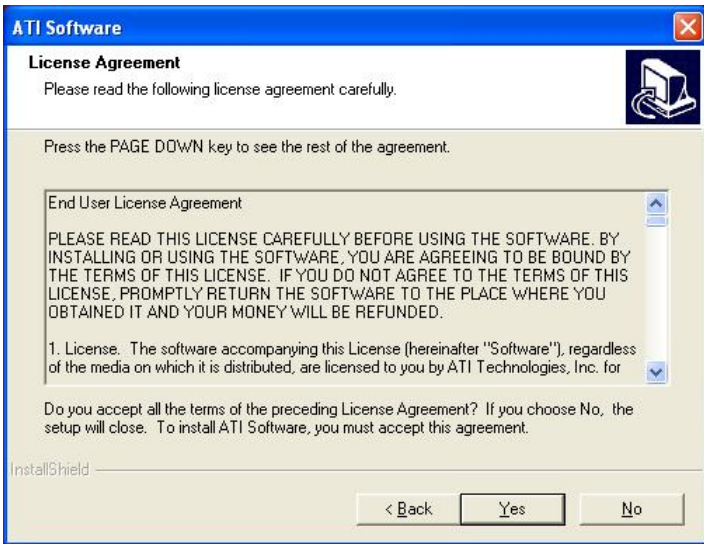 ATI Software
License Agreement
Please read the following license agreement carefully.
Press the PAGE DOWN key to see the rest of the agreement.
End User License Agreement
PLEASE READ THIS LICENSE CAREFULLY BEFORE USING THE SOFTWARE. BY
INSTALLING OR USING THE SOFTWARE, YOU ARE AGREEING TO BE BOUND BY
THE TERMS OF THIS LICENSE. IF YOU DO NOT AGREE TO THE TERMS OF THIS
LICENSE, PROMPTLY RETURN THE SOFTWARE TO THE PLACE WHERE YOU
OBTAINED IT AND YOUR MONEY WILL BE REFUNDED.
1. License. The software accompanying this License (hereinafter "Software"), regardless
of the media on which it is distributed, are licensed to you by ATI Technologies, Inc. for
Do you accept all the terms of the preceding License Agreement? If you choose No, the
setup will close. To install ATI Software, you must accept this agreement.
InstallShield
< Back Yes No